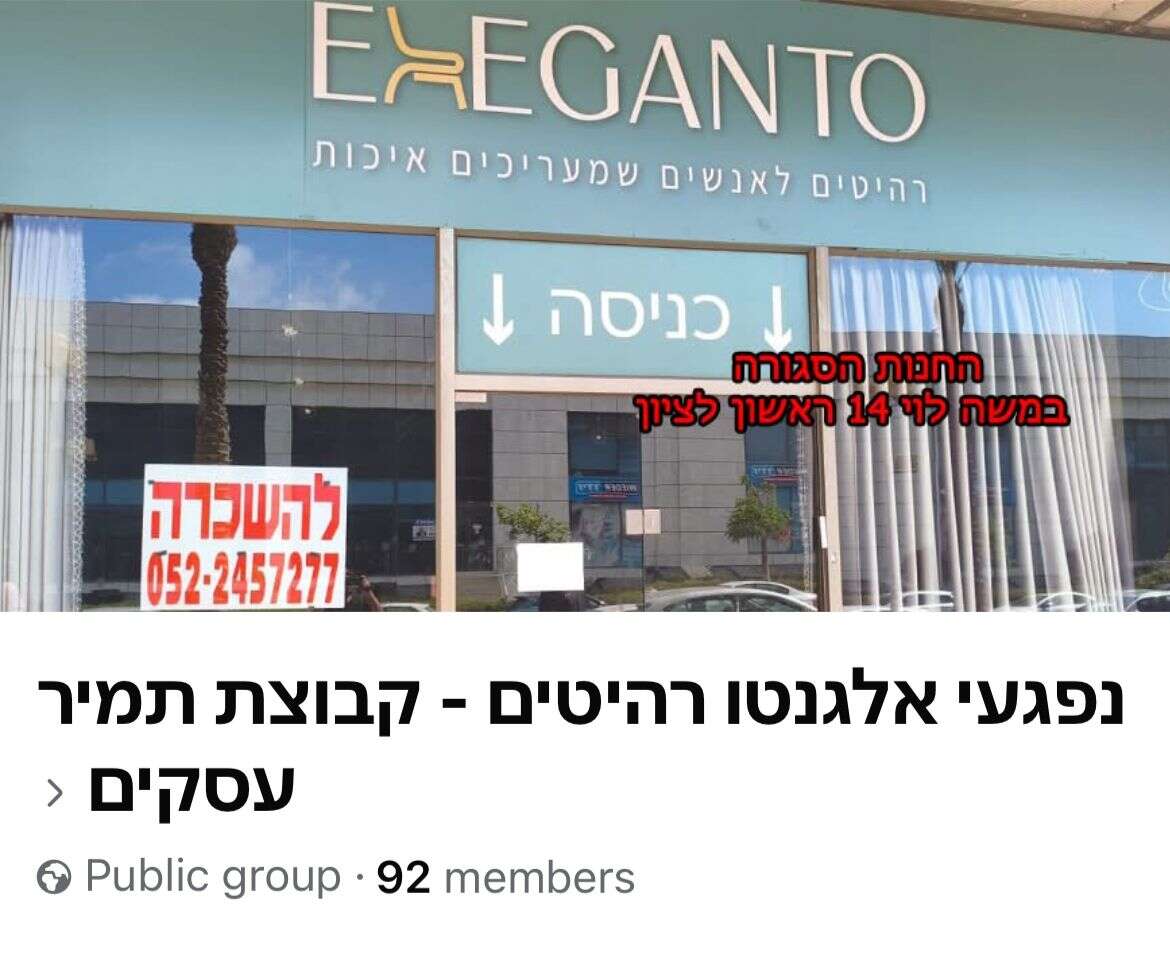 ELEGANTO
רהיטים לאנשים שמעריכים איכות
↓ כניסה ↓
החנות הסגורה
במשה לוי 14 ראשון לציון
להשכרה
052-2457277
נפגעי אלגנטו רהיטים - קבוצת תמיר
עסקים
Public group · 92 members